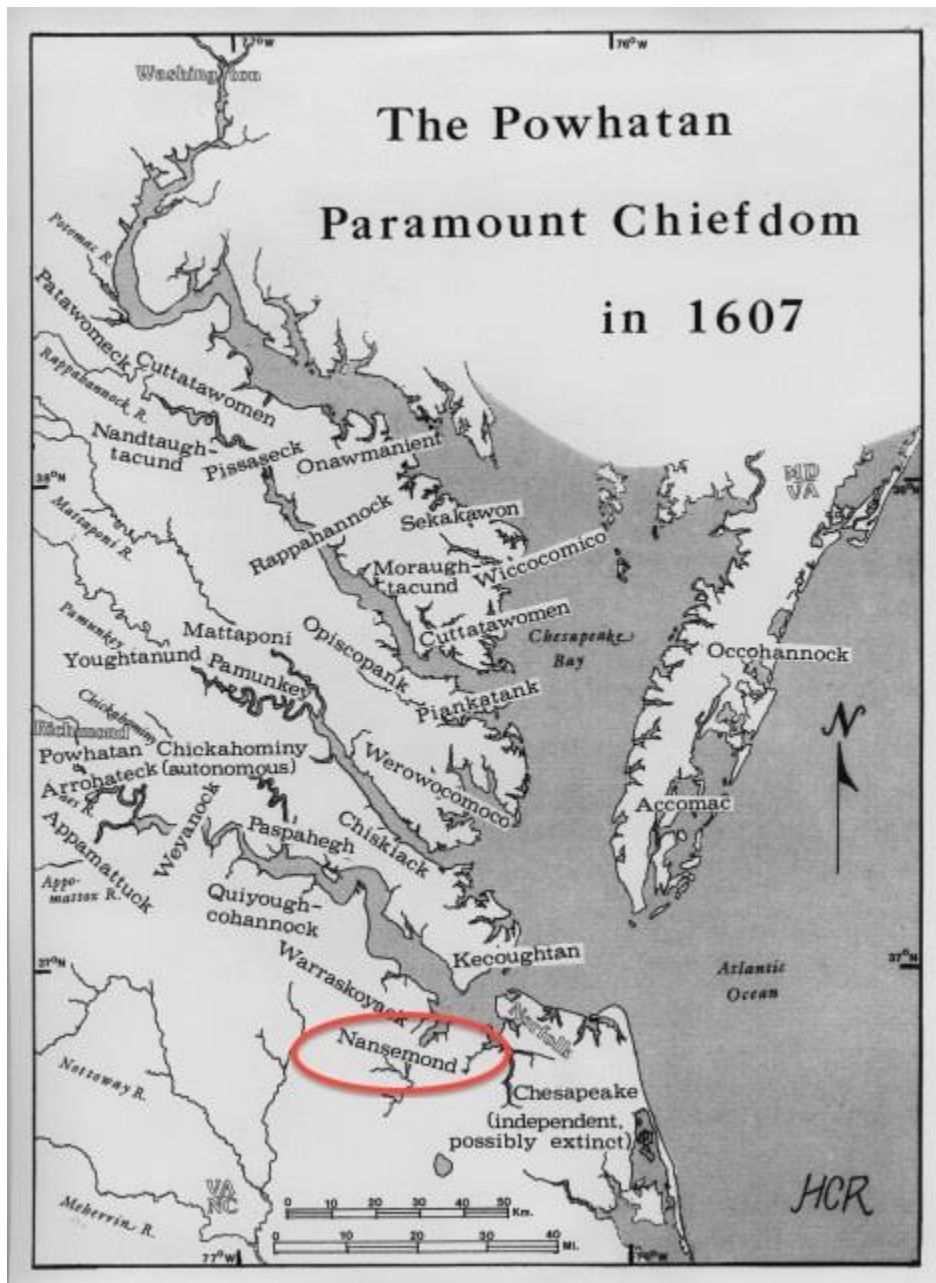 77°W
76°W
Washington
The Powhatan
Paramount Chiefdom
in 1607
Potomac R.
Patawomeck
Cuttatawomen
Rappahannock R.
Nandtaugh-
tacund
Pissaseck
Onawmanient
38°N
MD
VA
38°N
Rappahannock
Sekakawon
Mattaponi R.
Moraugh-
tacund
Wiccocomico
Cuttatawomen
Chesapeake
Bay
Pamunkey
Mattaponi
Opiscopank
Youghtanund
Pamunkey
Piankatank
Occohannock
N
Chickahominy
Richmond
Powhatan
Chickahominy
(autonomous)
Arrohateck
Werowocomoco
Accomac
Weyanock
Paspahegh
Chiskiack
Appamattuck
Appo-
mattox R.
Quiyough-
cohannock
Kecoughtan
37°N
37°N
Atlantic
Ocean
Warraskoyack
Norfolk
Nansemond
Nottoway R.
Chesapeake
(independent,
possibly extinct)
VA
NC
Meherrin R.
HCR
0 10 20 30 40 50
Km.
0 10 20 30 40
Mi.
77°W
76°W